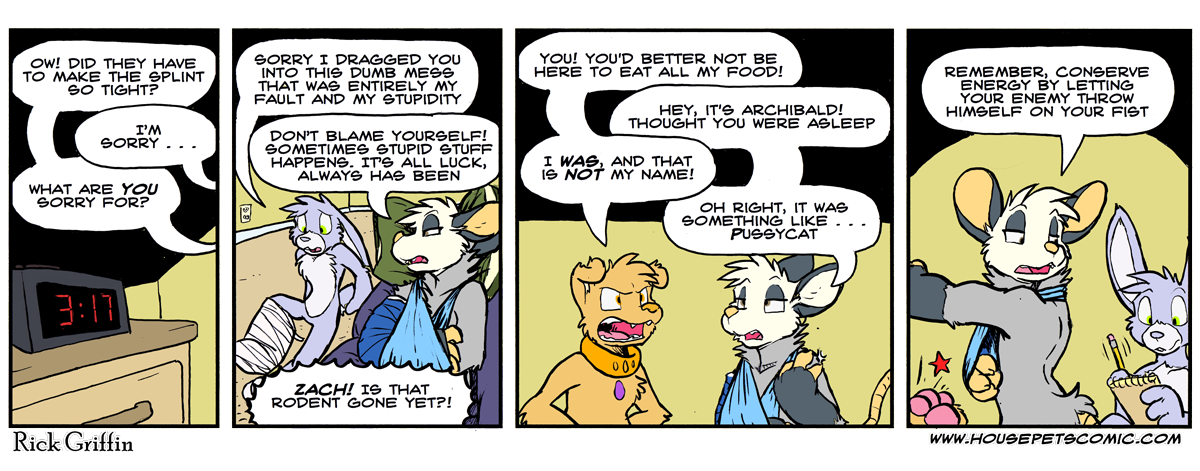 OW! DID THEY HAVE
TO MAKE THE SPLINT
SO TIGHT?
I'M
SORRY . . .
WHAT ARE YOU
SORRY FOR?
3:17
SORRY I DRAGGED YOU
INTO THIS DUMB MESS
THAT WAS ENTIRELY MY
FAULT AND MY STUPIDITY
DON'T BLAME YOURSELF!
SOMETIMES STUPID STUFF
HAPPENS. IT'S ALL LUCK,
ALWAYS HAS BEEN
ZACH! IS THAT
RODENT GONE YET?!
YOU! YOU'D BETTER NOT BE
HERE TO EAT ALL MY FOOD!
HEY, IT'S ARCHIBALD!
THOUGHT YOU WERE ASLEEP
I WAS, AND THAT
IS NOT MY NAME!
OH RIGHT, IT WAS
SOMETHING LIKE . . .
PUSSYCAT
REMEMBER, CONSERVE
ENERGY BY LETTING
YOUR ENEMY THROW
HIMSELF ON YOUR FIST
Rick Griffin
WWW.HOUSEPETSCOMIC.COM